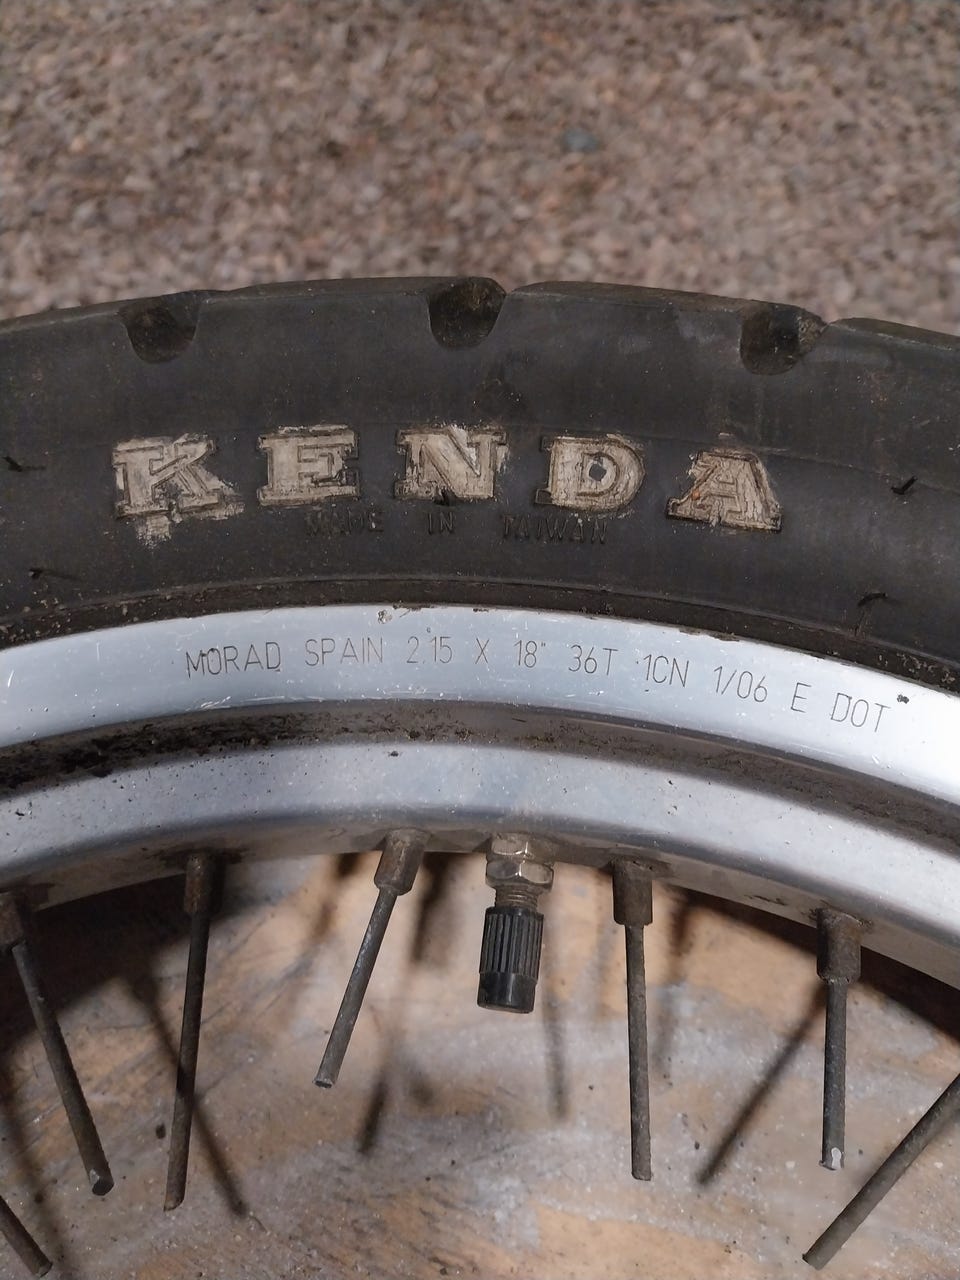 KENDA
MADE IN TAIWAN
MORAD SPAIN 2.15 X 18" 36T 1CN 1/06 E DOT